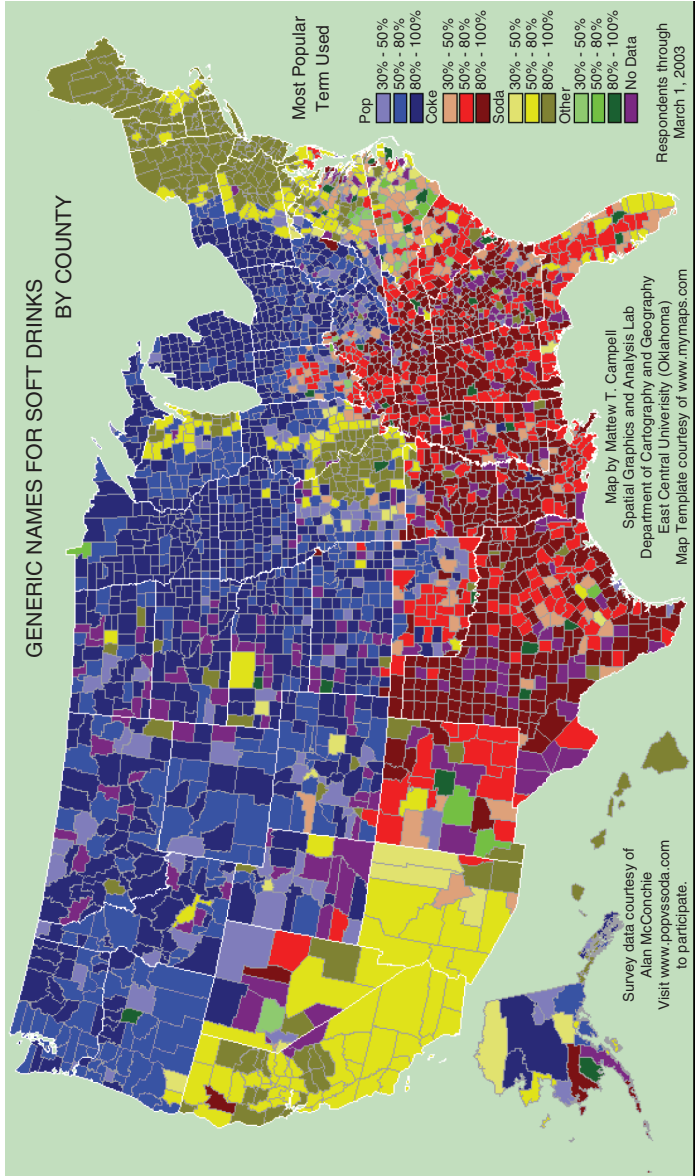 GENERIC NAMES FOR SOFT DRINKS
BY COUNTY
Most Popular
Term Used
Pop
30% - 50%
50% - 80%
80% - 100%
Coke
30% - 50%
50% - 80%
80% - 100%
Soda
30% - 50%
50% - 80%
80% - 100%
Other
30% - 50%
50% - 80%
80% - 100%
No Data
Respondents through
March 1, 2003
Map by Mattew T. Campell
Spatial Graphics and Analysis Lab
Department of Cartography and Geography
East Central Univerisity (Oklahoma)
Map Template courtesy of www.mymaps.com
Survey data courtesy of
Alan McConchie
Visit www.popvssoda.com
to participate.